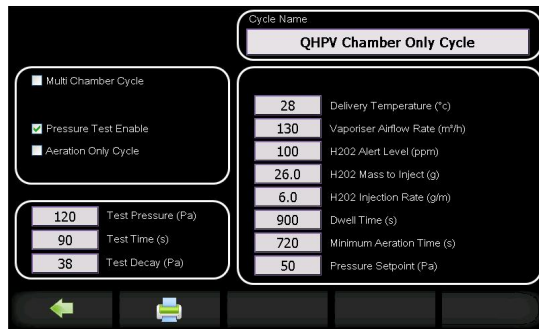 Cycle Name
QHPV Chamber Only Cycle
Multi Chamber Cycle
Pressure Test Enable
Aeration Only Cycle
120 Test Pressure (Pa)
90 Test Time (s)
38 Test Decay (Pa)
28 Delivery Temperature (°c)
130 Vaporiser Airflow Rate (m³/h)
100 H202 Alert Level (ppm)
26.0 H202 Mass to Inject (g)
6.0 H202 Injection Rate (g/m)
900 Dwell Time (s)
720 Minimum Aeration Time (s)
50 Pressure Setpoint (Pa)